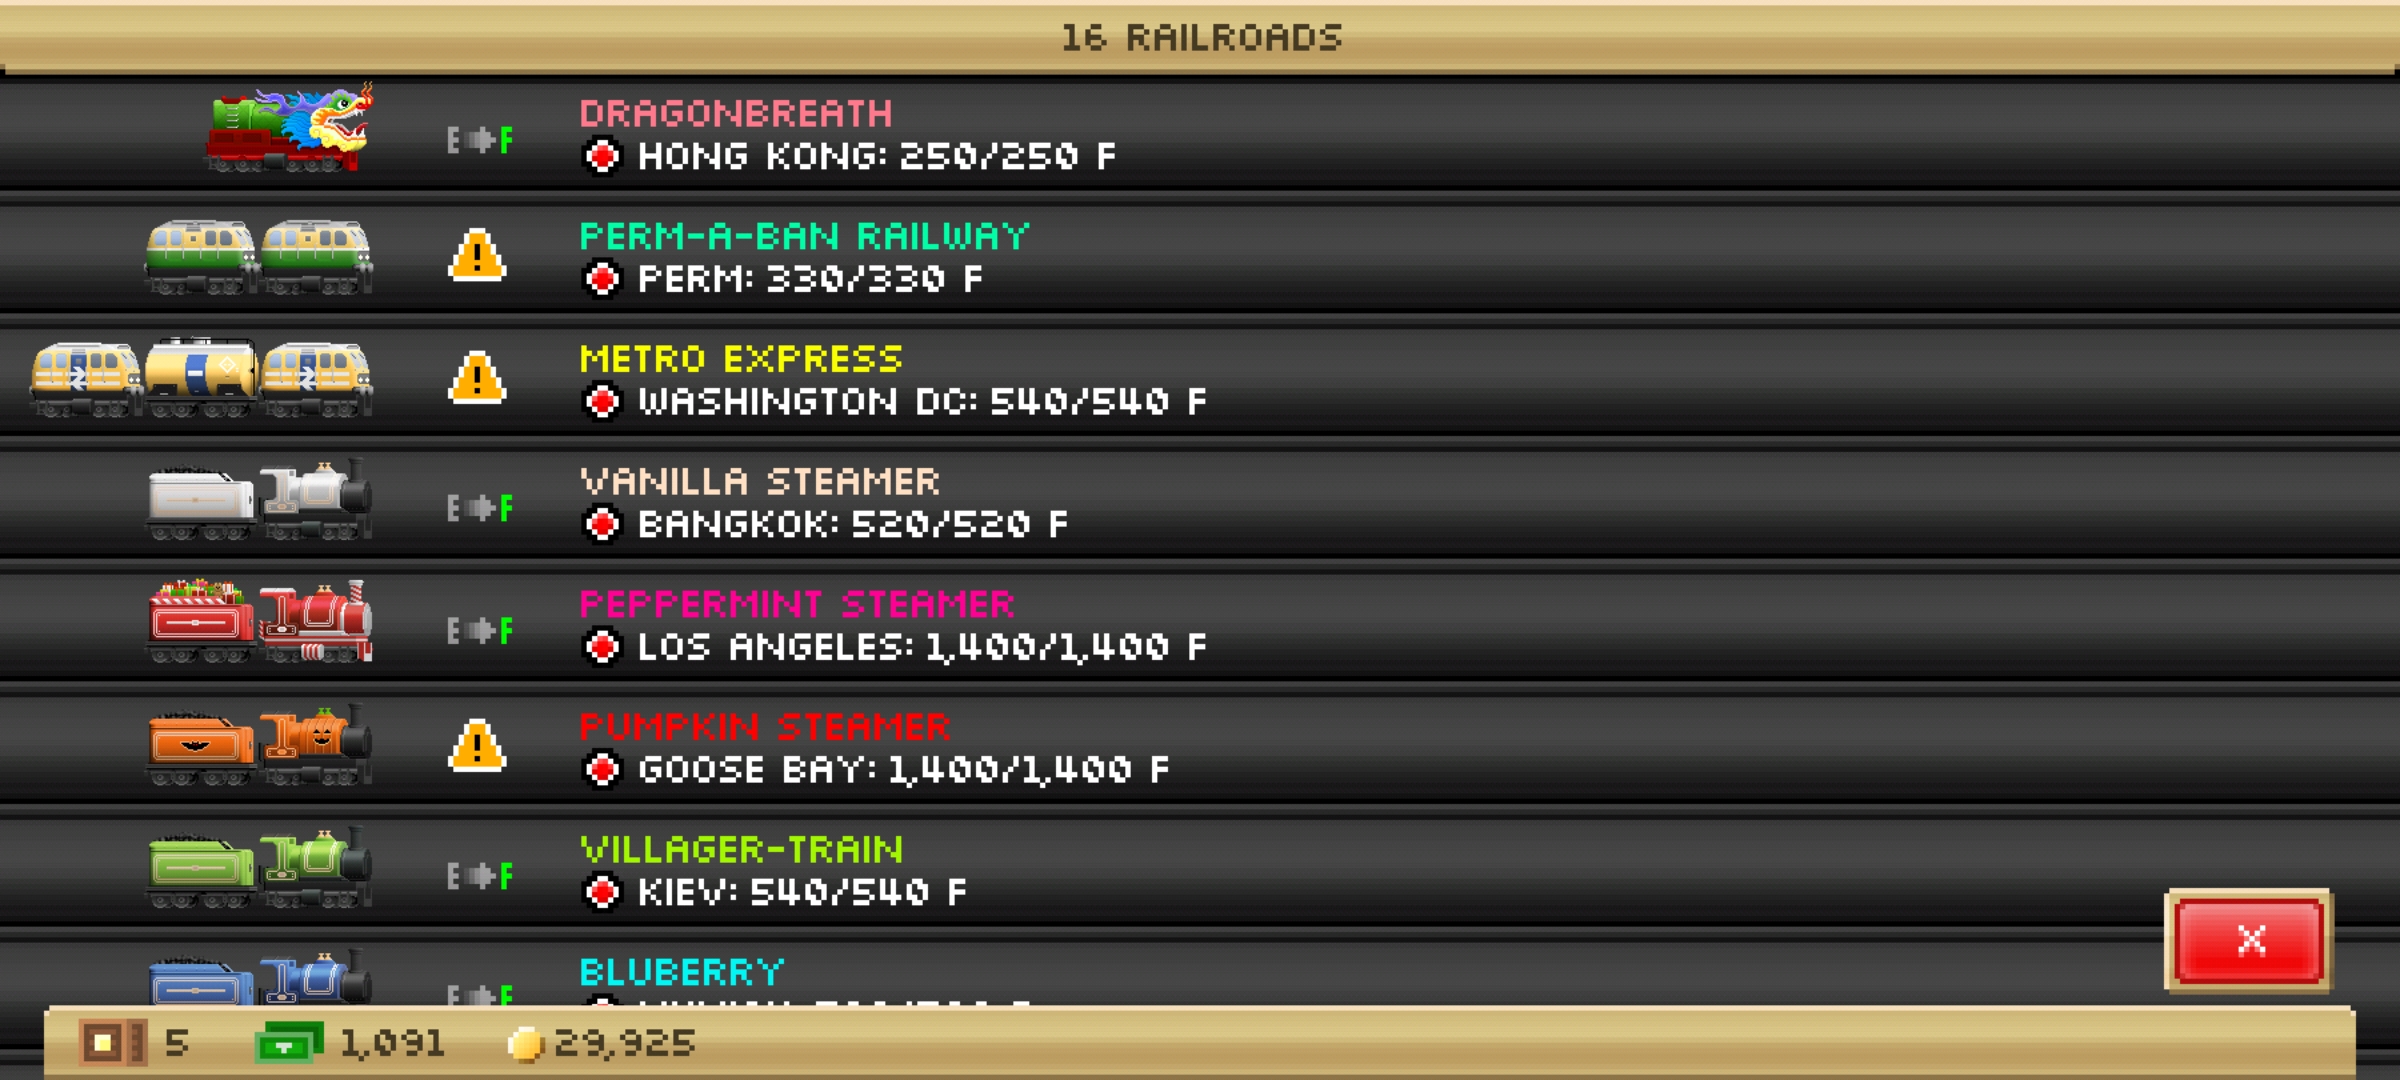 16 RAILROADS
DRAGONBREATH
E F
HONG KONG: 250/250 F
PERM-A-BAN RAILWAY
! PERM: 330/330 F
METRO EXPRESS
! WASHINGTON DC: 540/540 F
VANILLA STEAMER
E F
BANGKOK: 520/520 F
PEPPERMINT STEAMER
E F
LOS ANGELES: 1,400/1,400 F
PUMPKIN STEAMER
! GOOSE BAY: 1,400/1,400 F
VILLAGER-TRAIN
E F
KIEV: 540/540 F
BLUBERRY
E F
X
5 1,091 29,925